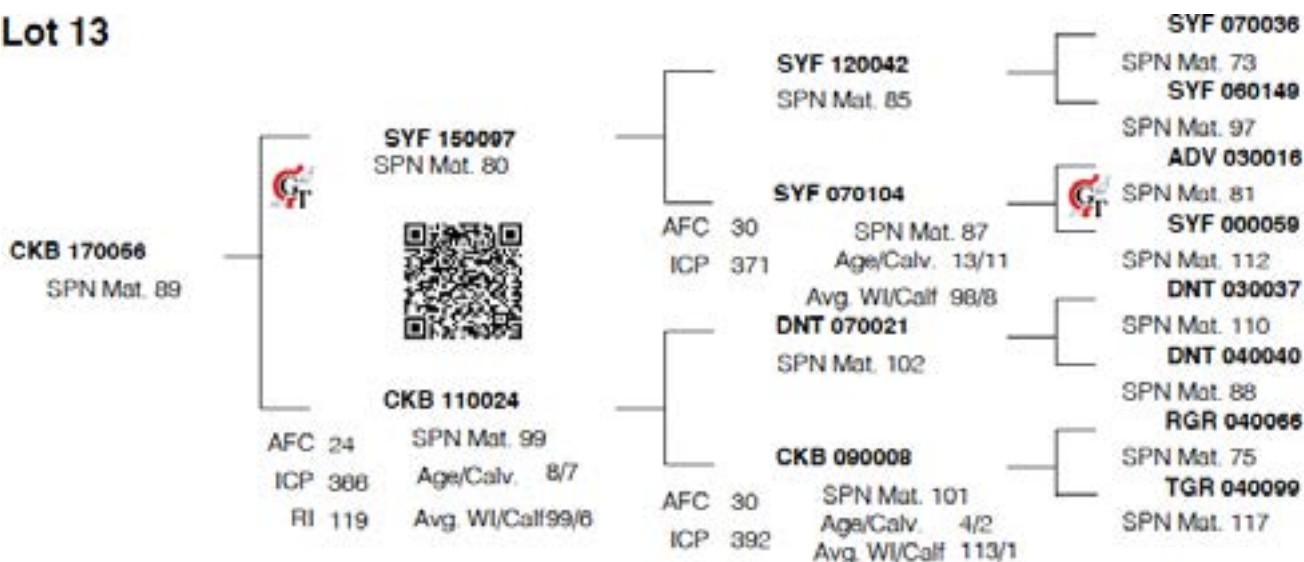 Lot 13
CKB 170056
SPN Mat. 89
GT
SYF 150097
SPN Mat. 80
CKB 110024
AFC 24
SPN Mat. 99
ICP 366
Age/Calv. 8/7
RI 119
Avg. WI/Calf 99/6
SYF 120042
SPN Mat. 85
SYF 070104
AFC 30
SPN Mat. 87
ICP 371
Age/Calv. 13/11
Avg. WI/Calf 98/8
DNT 070021
SPN Mat. 102
CKB 090008
AFC 30
SPN Mat. 101
ICP 392
Age/Calv. 4/2
Avg. WI/Calf 113/1
SYF 070036
SPN Mat. 73
SYF 060149
SPN Mat. 97
ADV 030016
GT
SPN Mat. 81
SYF 000059
SPN Mat. 112
DNT 030037
SPN Mat. 110
DNT 040040
SPN Mat. 88
RGR 040066
SPN Mat. 75
TGR 040099
SPN Mat. 117